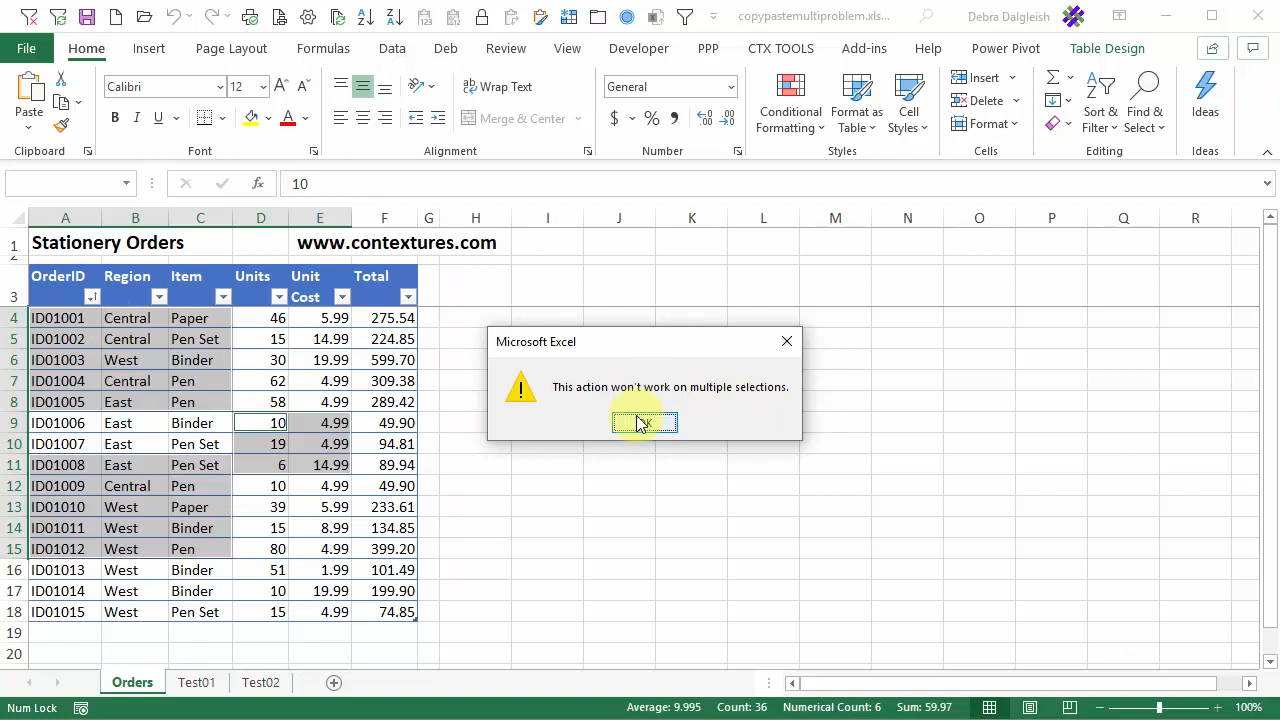 copypastemultiproblem.xls...
Debra Dalgleish
File Home Insert Page Layout Formulas Data Deb Review View Developer PPP CTX TOOLS Add-ins Help Power Pivot Table Design
Calibri 12 Wrap Text General Insert
Paste B I U Merge & Center $ % Conditional Formatting Format as Table Cell Styles Delete Format Sort & Filter Find & Select Ideas
Clipboard Font Alignment Number Styles Cells Editing Ideas
10
A B C D E F G H I J K L M N O P Q R
1 Stationery Orders www.contextures.com
2
3 OrderID Region Item Units Unit Cost Total
4 ID01001 Central Paper 46 5.99 275.54
5 ID01002 Central Pen Set 15 14.99 224.85
6 ID01003 West Binder 30 19.99 599.70
7 ID01004 Central Pen 62 4.99 309.38
8 ID01005 East Pen 58 4.99 289.42
9 ID01006 East Binder 10 4.99 49.90
10 ID01007 East Pen Set 19 4.99 94.81
11 ID01008 East Pen Set 6 14.99 89.94
12 ID01009 Central Pen 10 4.99 49.90
13 ID01010 West Paper 39 5.99 233.61
14 ID01011 West Binder 15 8.99 134.85
15 ID01012 West Pen 80 4.99 399.20
16 ID01013 West Binder 51 1.99 101.49
17 ID01014 West Binder 10 19.99 199.90
18 ID01015 West Pen Set 15 4.99 74.85
19
20
Microsoft Excel
This action won't work on multiple selections.
Orders Test01 Test02
Num Lock Average: 9.995 Count: 36 Numerical Count: 6 Sum: 59.97 100%